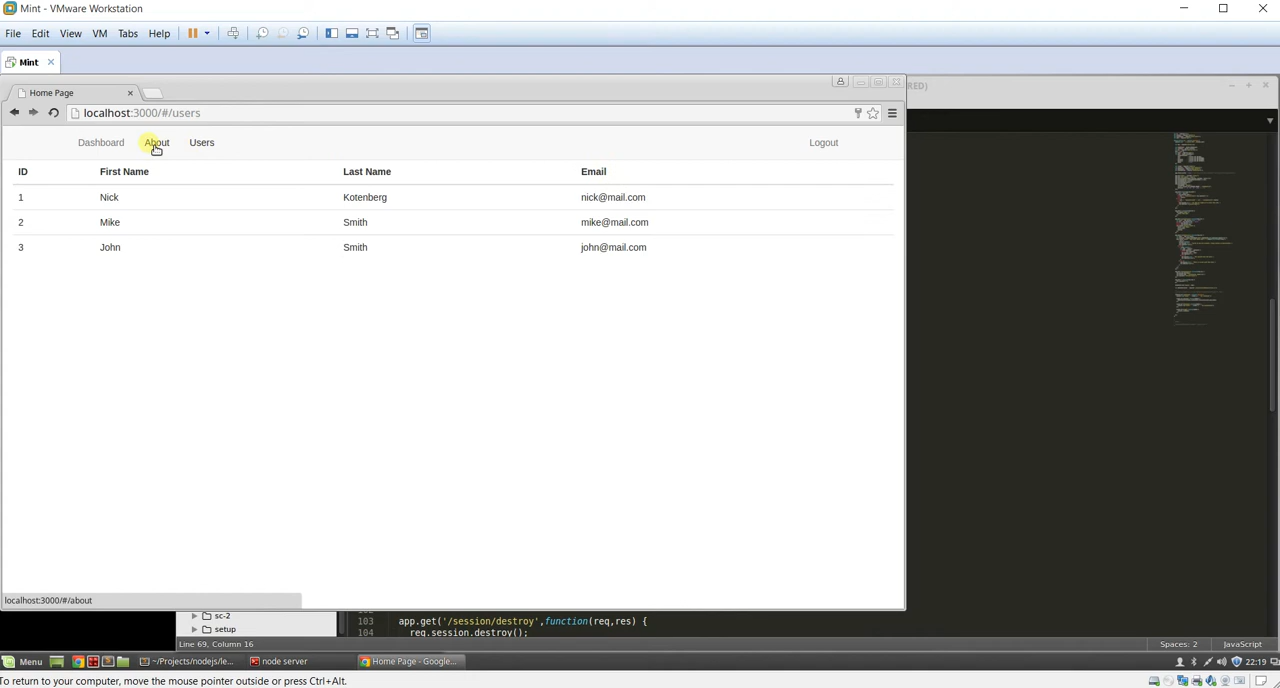 Mint - VMware Workstation
File Edit View VM Tabs Help
Mint
Home Page
RED)
localhost:3000/#/users
Dashboard About Users Logout
ID First Name Last Name Email
1 Nick Kotenberg nick@mail.com
2 Mike Smith mike@mail.com
3 John Smith john@mail.com
localhost:3000/#/about
sc-2
103 app.get('/session/destroy',function(req,res) {
setup
104 req.session.destroy();
Line 69, Column 16 Spaces: 2 JavaScript
Menu ~/Projects/nodejs/le... node server Home Page - Google... 22:19
To return to your computer, move the mouse pointer outside or press Ctrl+Alt.